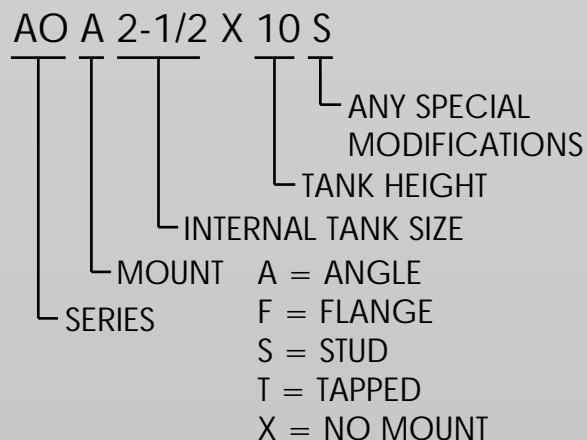 AO A 2-1/2 X 10 S
ANY SPECIAL
MODIFICATIONS
TANK HEIGHT
INTERNAL TANK SIZE
MOUNT A = ANGLE
SERIES F = FLANGE
S = STUD
T = TAPPED
X = NO MOUNT